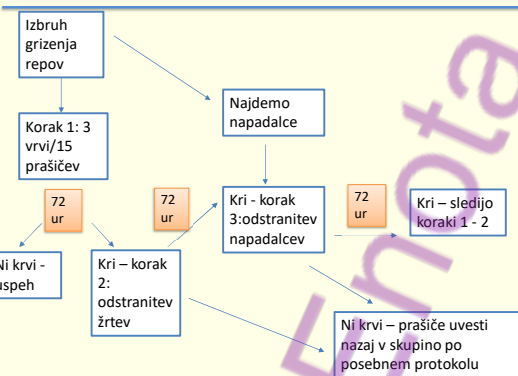 Izbruh
grizenja
repov
Najdemo
napadalce
Korak 1: 3
vrvi/15
prašičev
72
ur
72
ur
Kri - korak
3:odstranitev
napadalcev
72
ur
Kri – sledijo
koraki 1 - 2
Ni krvi -
uspeh
Kri – korak
2:
odstranitev
žrtev
Ni krvi – prašiče uvesti
nazaj v skupino po
posebnem protokolu
Enota